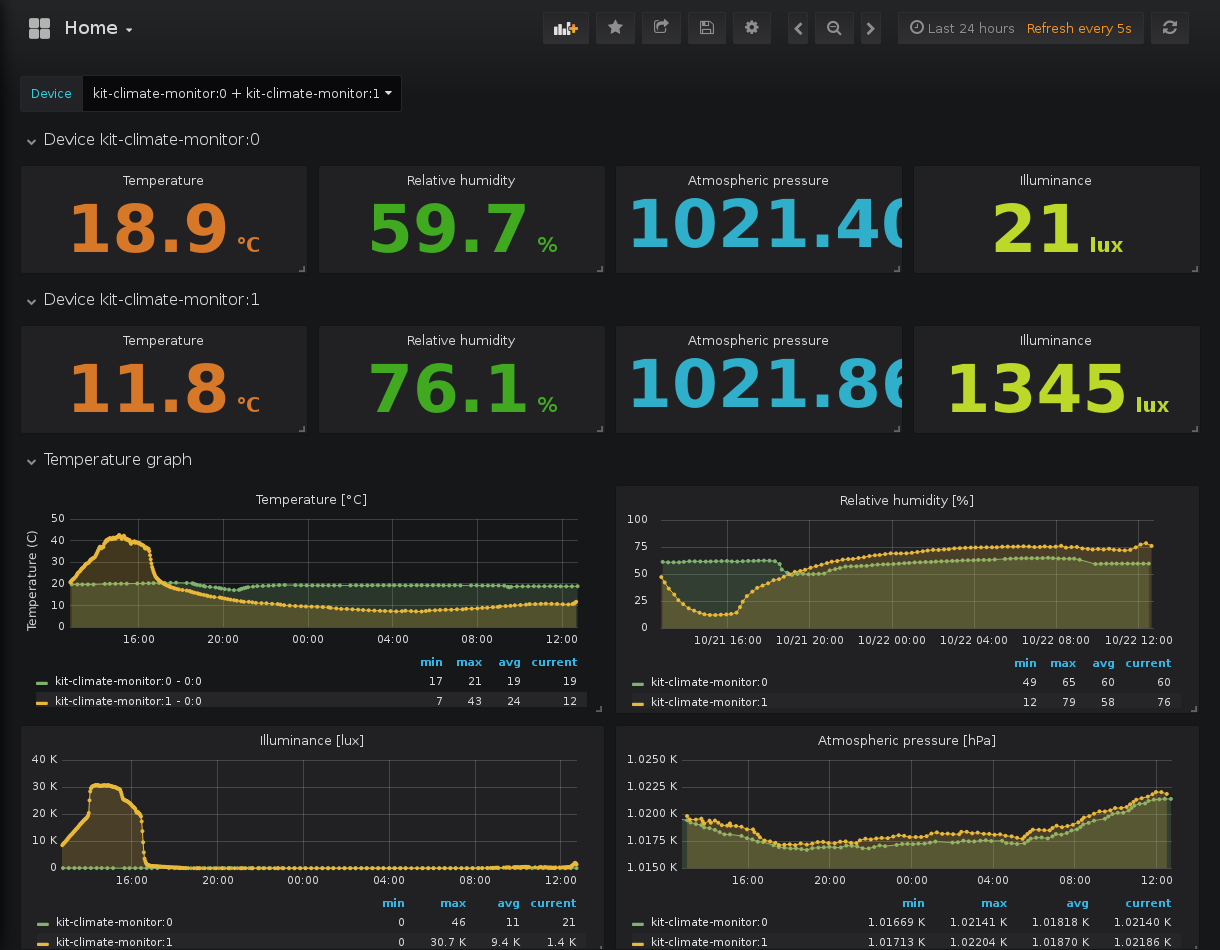 Home
Last 24 hours Refresh every 5s
Device kit-climate-monitor:0 + kit-climate-monitor:1
Device kit-climate-monitor:0
Temperature Relative humidity Atmospheric pressure Illuminance
18.9 °C 59.7 % 1021.40 21 lux
Device kit-climate-monitor:1
Temperature Relative humidity Atmospheric pressure Illuminance
11.8 °C 76.1 % 1021.86 1345 lux
Temperature graph
Temperature [°C]
Temperature (C)
50
40
30
20
10
0
16:00 20:00 00:00 04:00 08:00 12:00
min max avg current
kit-climate-monitor:0 - 0:0 17 21 19 19
kit-climate-monitor:1 - 0:0 7 43 24 12
Relative humidity [%]
100
75
50
25
0
10/21 16:00 10/21 20:00 10/22 00:00 10/22 04:00 10/22 08:00 10/22 12:00
min max avg current
kit-climate-monitor:0 49 65 60 60
kit-climate-monitor:1 12 79 58 76
Illuminance [lux]
40 K
30 K
20 K
10 K
0
16:00 20:00 00:00 04:00 08:00 12:00
min max avg current
kit-climate-monitor:0 0 46 11 21
kit-climate-monitor:1 0 30.7 K 9.4 K 1.4 K
Atmospheric pressure [hPa]
1.0250 K
1.0225 K
1.0200 K
1.0175 K
1.0150 K
16:00 20:00 00:00 04:00 08:00 12:00
min max avg current
kit-climate-monitor:0 1.01669 K 1.02141 K 1.01818 K 1.02140 K
kit-climate-monitor:1 1.01713 K 1.02204 K 1.01870 K 1.02186 K